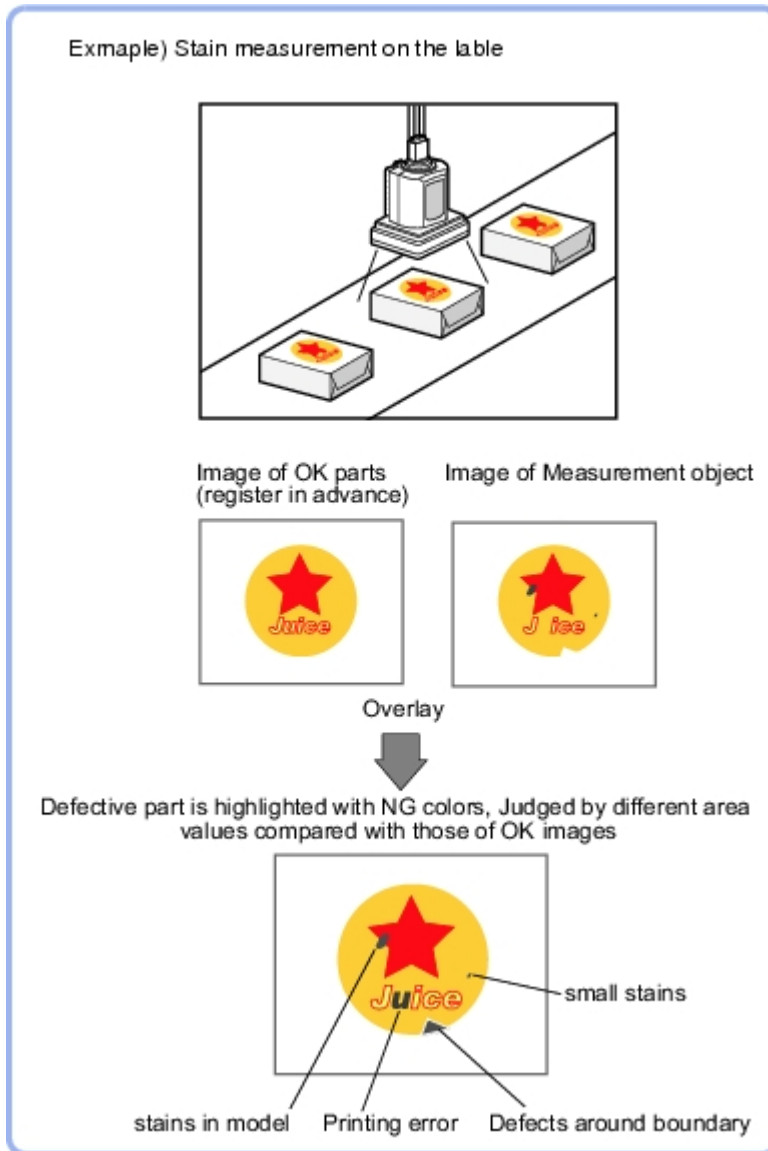 Exmaple) Stain measurement on the lable
Image of OK parts
(register in advance)
Image of Measurement object
Juice
J ice
Overlay
Defective part is highlighted with NG colors, Judged by different area
values compared with those of OK images
Juice
small stains
stains in model
Printing error
Defects around boundary